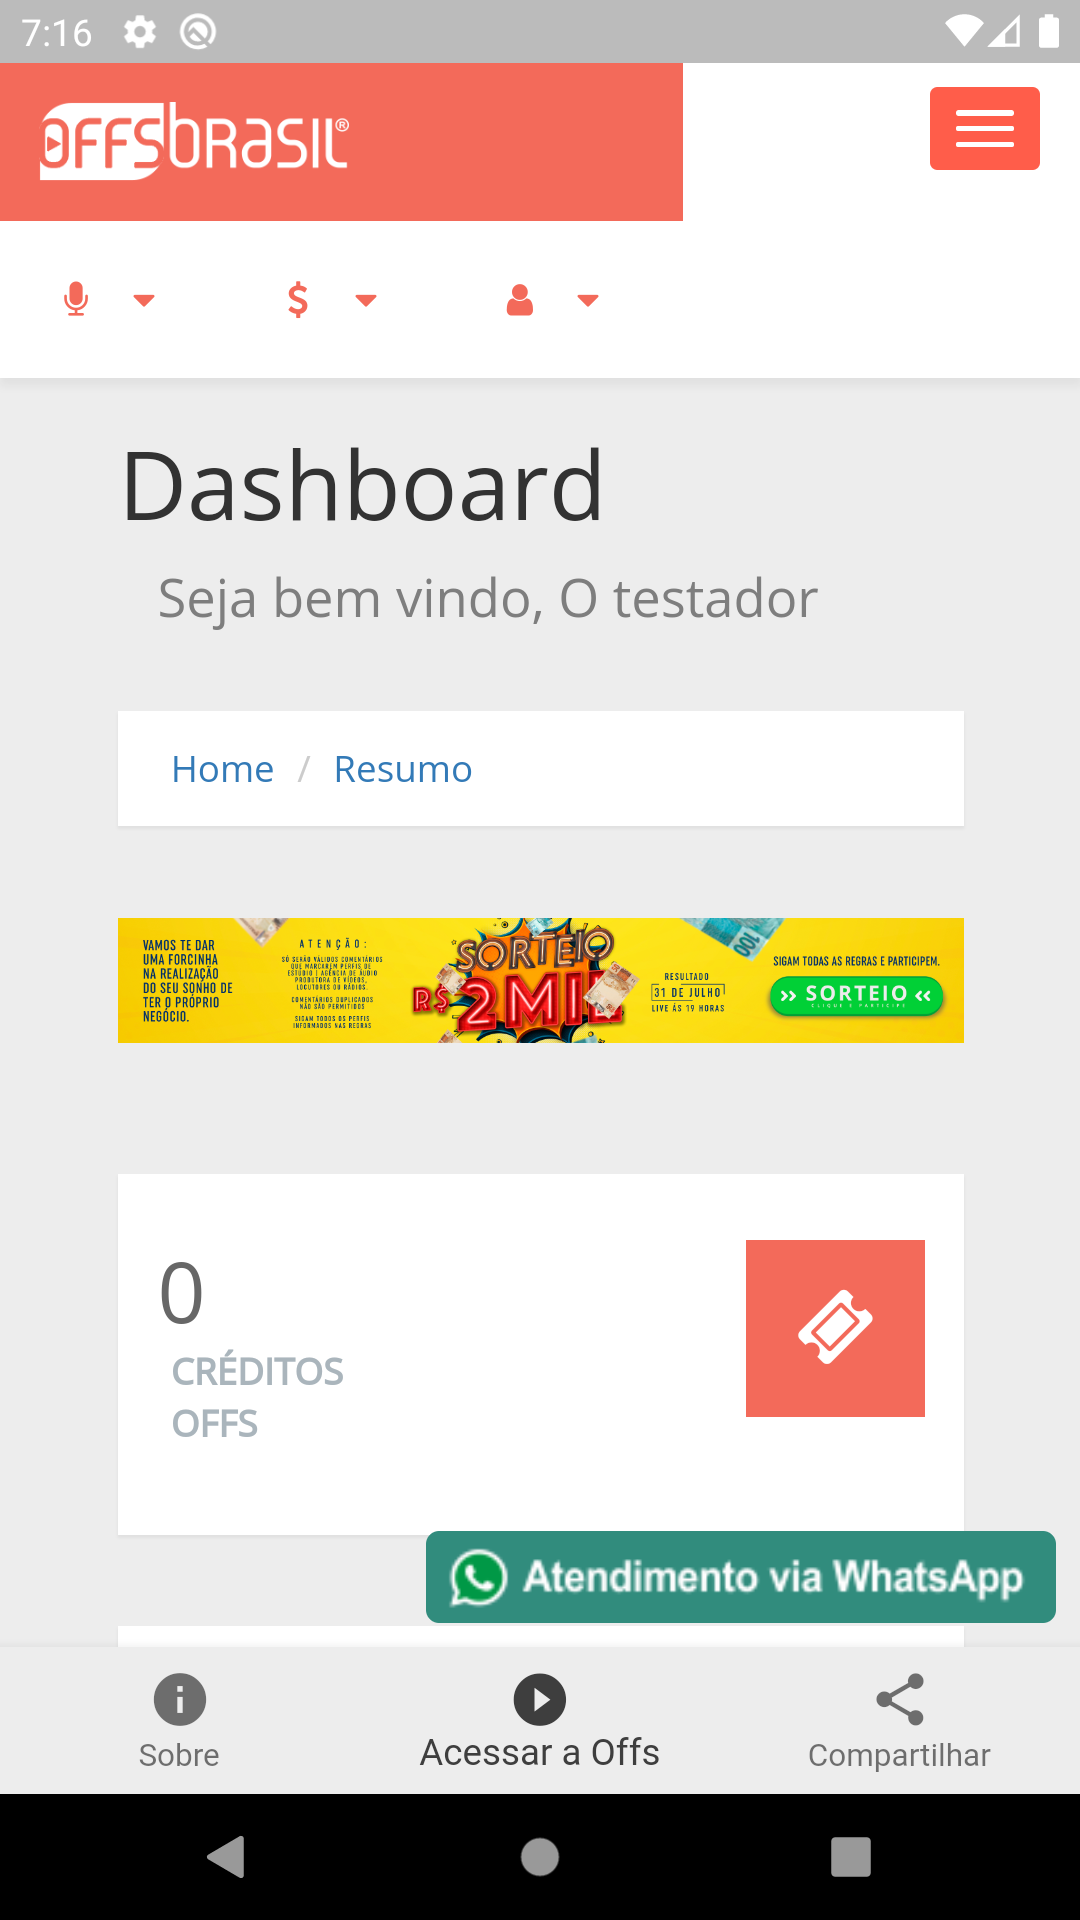 7:16
OFFSBRASIL®
Dashboard
Seja bem vindo, O testador
Home / Resumo
VAMOS TE DAR
UMA FORCINHA
NA REALIZAÇÃO
DO SEU SONHO DE
TER O PRÓPRIO
NEGÓCIO.
ATENÇÃO:
SÓ SERÃO VÁLIDOS COMENTÁRIOS
QUE MARCAREM PERFIS DE
ESTÚDIO | AGÊNCIA DE ÁUDIO
PRODUTORA DE VÍDEOS,
LOCUTORES OU RÁDIOS.
COMENTÁRIOS DUPLICADOS
NÃO SÃO PERMITIDOS
SIGAM TODOS OS PERFIS
INFORMADOS NAS REGRAS
SORTEIO
R$ 2MIL
100
RESULTADO
31 DE JULHO
LIVE ÁS 19 HORAS
SIGAM TODAS AS REGRAS E PARTICIPEM.
>> SORTEIO <<
CLIQUE E PARTICIPE
0
CRÉDITOS
OFFS
Atendimento via WhatsApp
Sobre
Acessar a Offs
Compartilhar